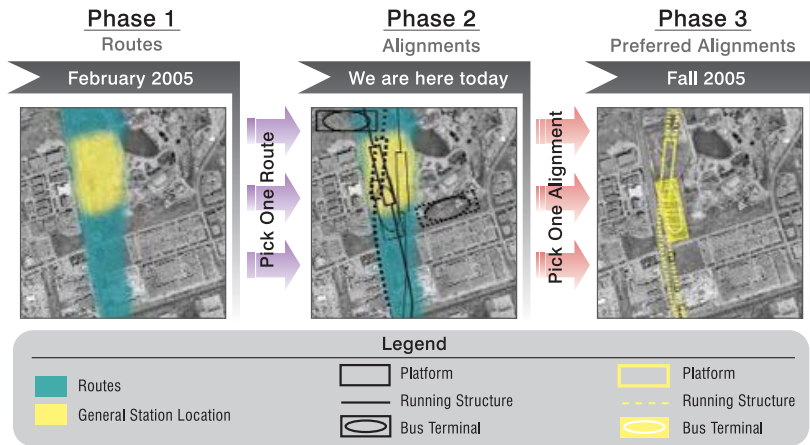 Phase 1
Routes
February 2005
Pick One Route
Phase 2
Alignments
We are here today
Pick One Alignment
Phase 3
Preferred Alignments
Fall 2005
Legend
Routes
General Station Location
Platform
Running Structure
Bus Terminal
Platform
Running Structure
Bus Terminal